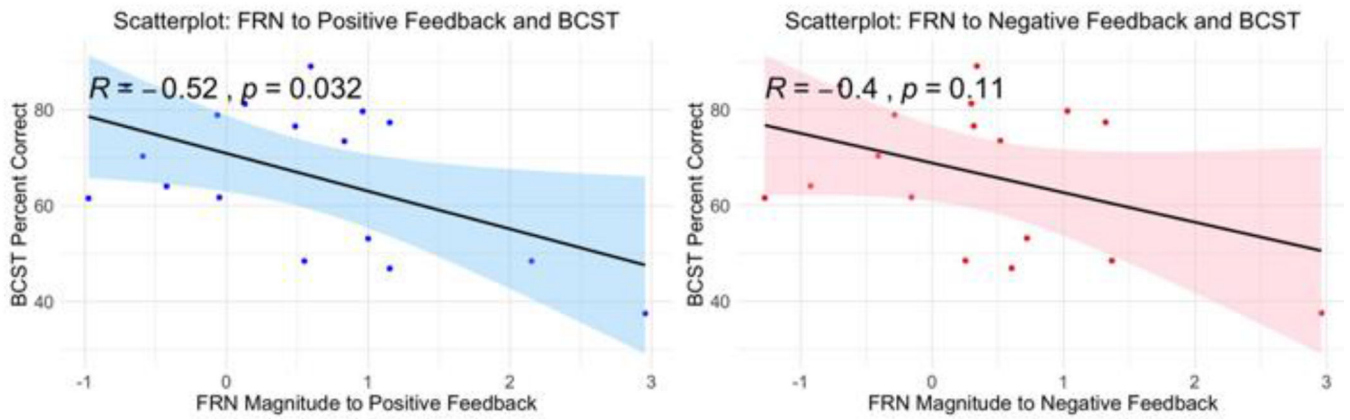 Scatterplot: FRN to Positive Feedback and BCST
R = −0.52 , p = 0.032
BCST Percent Correct
80
60
40
-1 0 1 2 3
FRN Magnitude to Positive Feedback
Scatterplot: FRN to Negative Feedback and BCST
R = −0.4 , p = 0.11
BCST Percent Correct
80
60
40
-1 0 1 2 3
FRN Magnitude to Negative Feedback